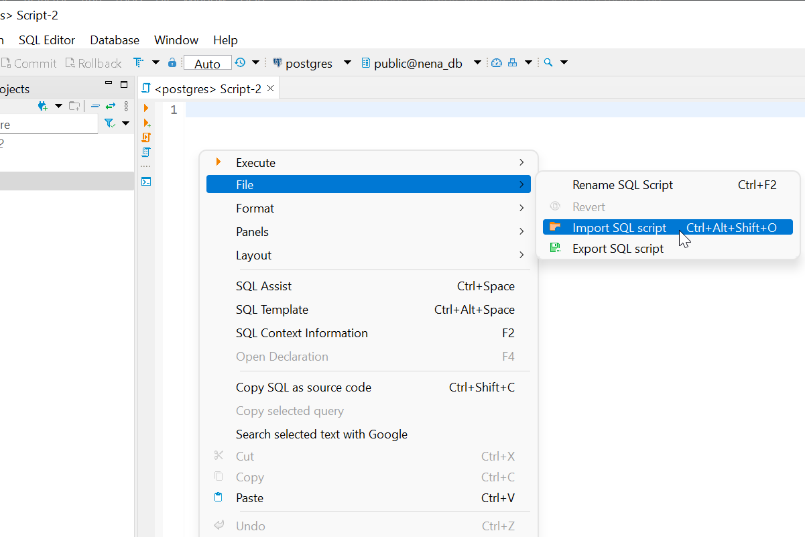 s> Script-2
n SQL Editor Database Window Help
Commit Rollback Auto postgres public@nena_db
ojects <postgres> Script-2
1
re
2
Execute
File
Format
Panels
Layout
SQL Assist Ctrl+Space
SQL Template Ctrl+Alt+Space
SQL Context Information F2
Open Declaration F4
Copy SQL as source code Ctrl+Shift+C
Copy selected query
Search selected text with Google
Cut Ctrl+X
Copy Ctrl+C
Paste Ctrl+V
Undo Ctrl+Z
Rename SQL Script Ctrl+F2
Revert
Import SQL script Ctrl+Alt+Shift+O
Export SQL script